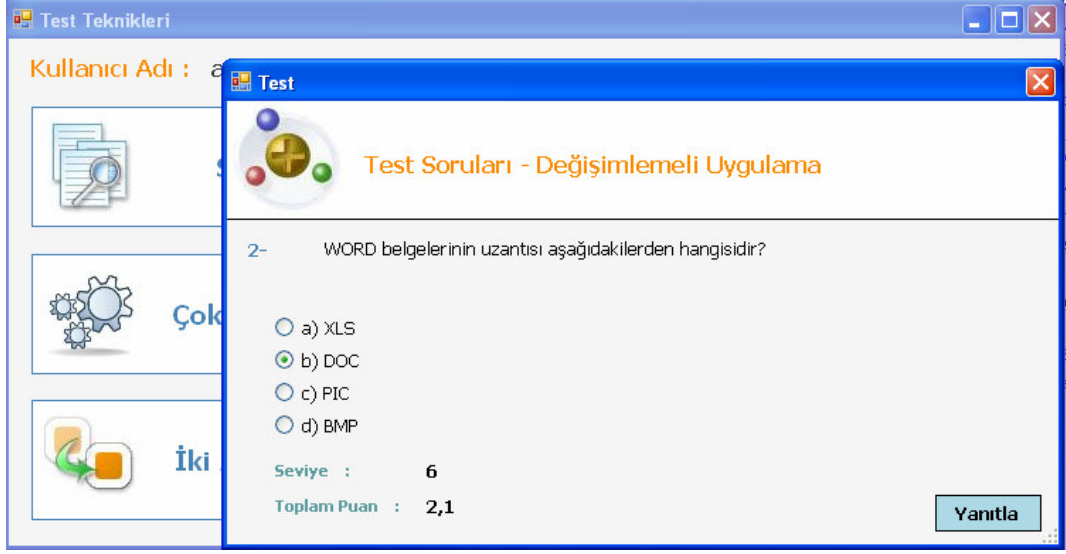 Test Teknikleri
Kullanıcı Adı :
Test
Test Soruları - Değişimlemeli Uygulama
2- WORD belgelerinin uzantısı aşağıdakilerden hangisidir?
a) XLS
b) DOC
c) PIC
d) BMP
Seviye : 6
Toplam Puan : 2,1
Yanıtla
Çok
İki